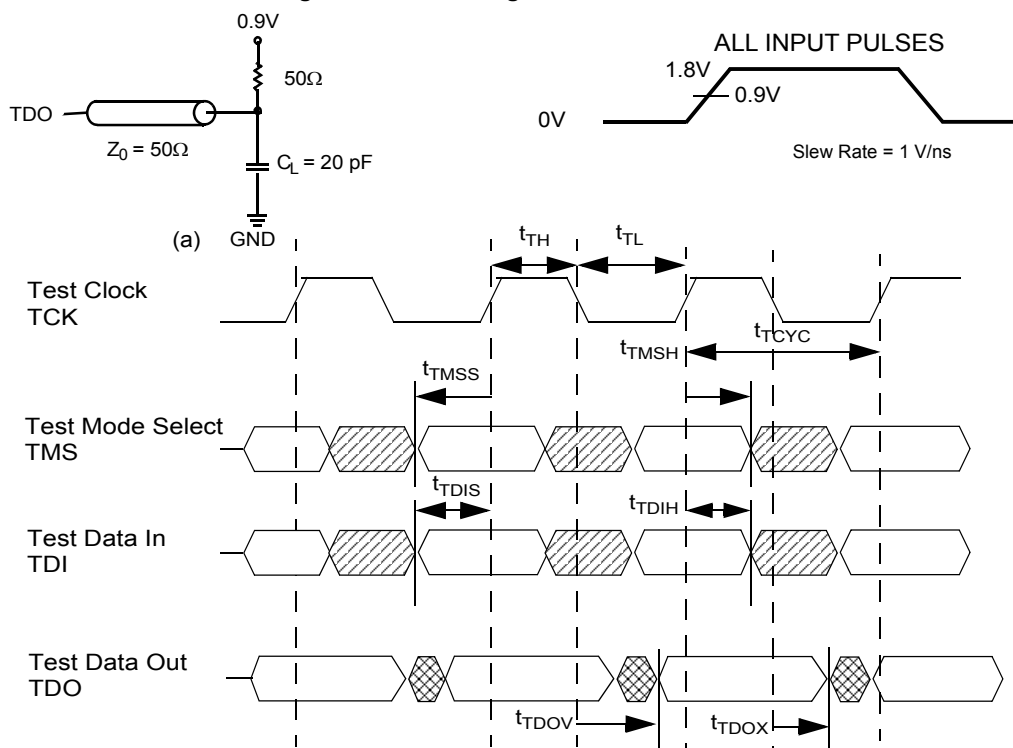 0.9V
50Ω
TDO
Z0 = 50Ω
CL = 20 pF
(a)
GND
ALL INPUT PULSES
1.8V
0.9V
0V
Slew Rate = 1 V/ns
tTH
tTL
Test Clock
TCK
tTMSH
tTCYC
tTMSS
Test Mode Select
TMS
tTDIS
tTDIH
Test Data In
TDI
Test Data Out
TDO
tTDOV
tTDOX